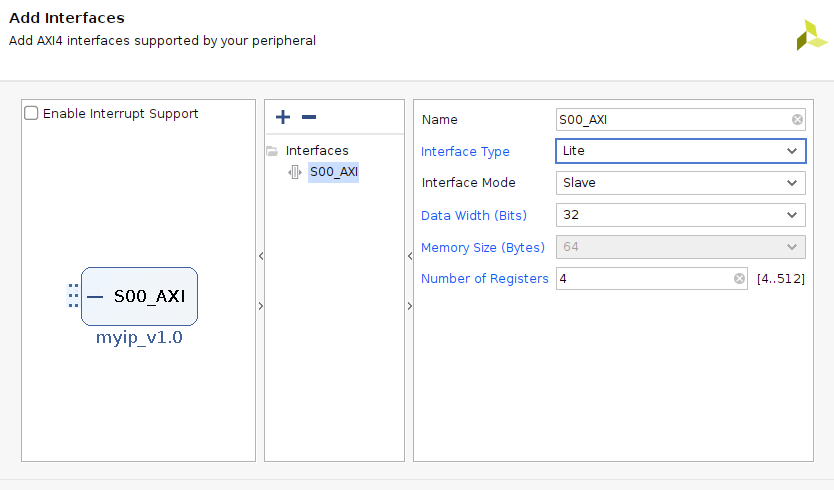 Add Interfaces
Add AXI4 interfaces supported by your peripheral
Enable Interrupt Support
S00_AXI
myip_v1.0
Interfaces
S00_AXI
Name S00_AXI
Interface Type Lite
Interface Mode Slave
Data Width (Bits) 32
Memory Size (Bytes) 64
Number of Registers 4 [4..512]